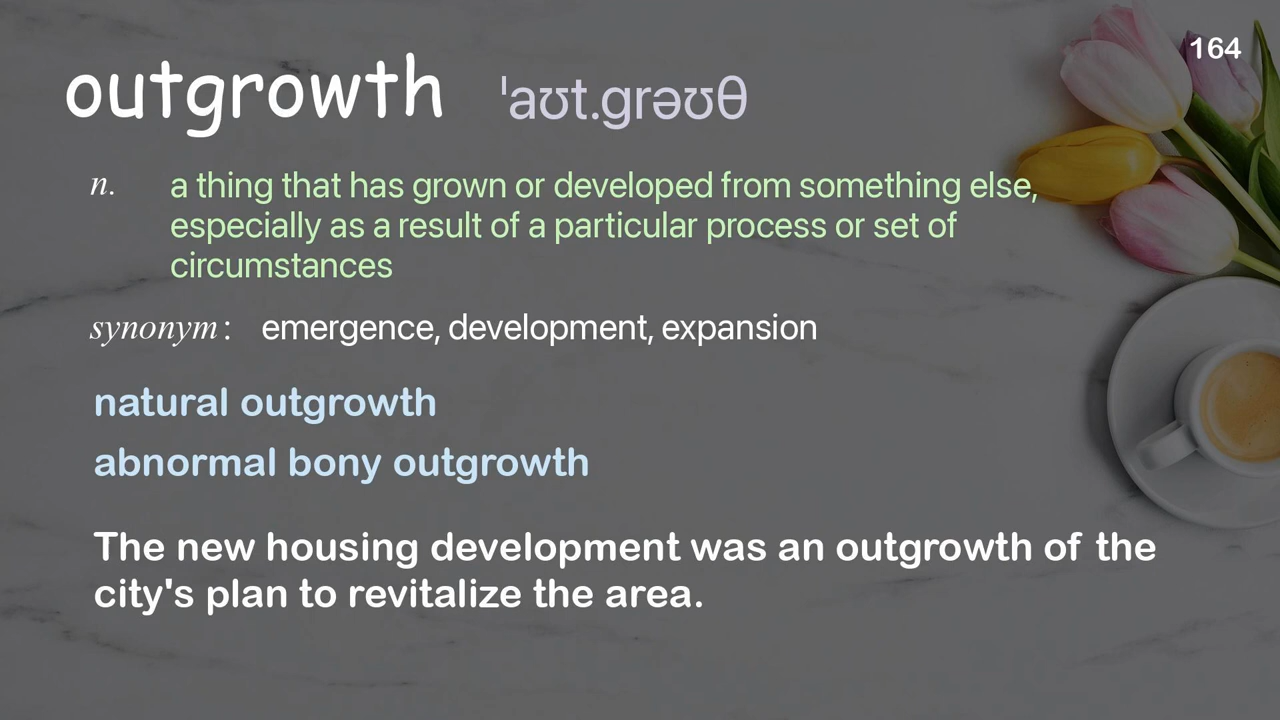 164
outgrowth ˈaʊt.grəʊθ
n. a thing that has grown or developed from something else,
especially as a result of a particular process or set of
circumstances
synonym: emergence, development, expansion
natural outgrowth
abnormal bony outgrowth
The new housing development was an outgrowth of the
city's plan to revitalize the area.